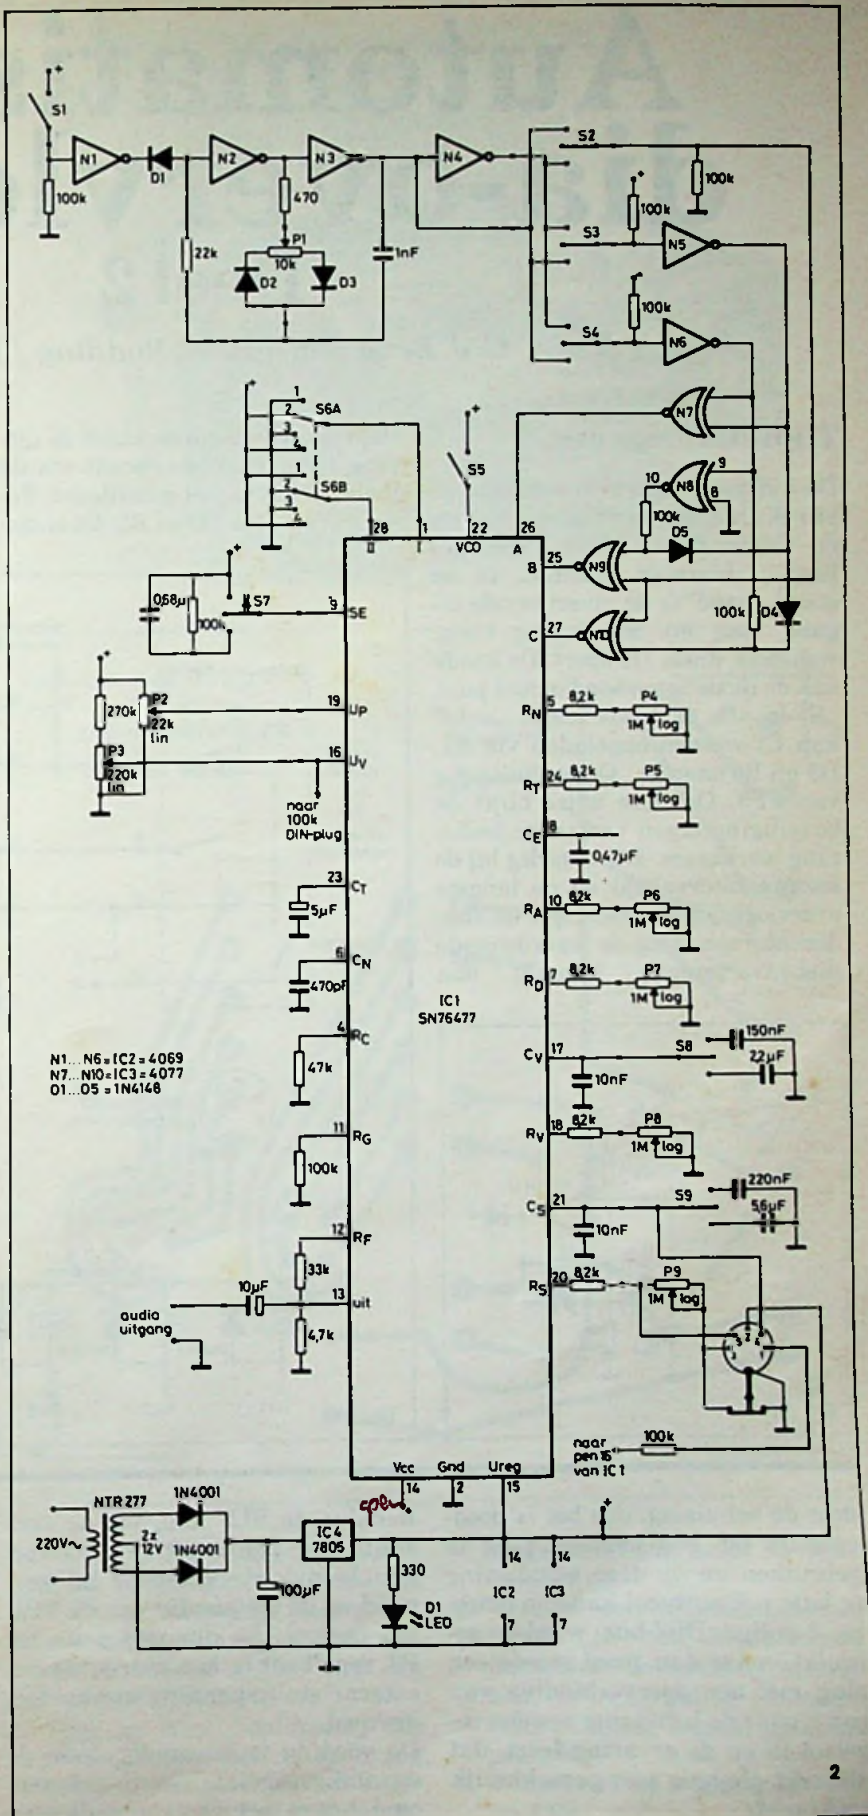 S1
N1
N2
N3
N4
S2
D1
100k
470
100k
100k
S3
N5
22k
P1
10k
1nF
D2
D3
100k
S4
N6
1
S6A
2
3
4
1
S6B
2
3
4
S5
N7
10
N8
9
8
100k
D5
28
1
22
VCO
26
A
B
25
N9
0,68µ
100k
S7
9
SE
C
27
100k
D4
270k
P2
22k
lin
19
UP
RN
5
8,2k
P4
1M
log
P3
220k
lin
16
UV
RT
24
8,2k
P5
1M
log
naar
100k
DIN-plug
CE
8
0,47µF
23
CT
5µF
RA
10
8,2k
P6
1M
log
6
CN
470pF
RD
7
8,2k
P7
1M
log
IC1
SN76477
4
RC
47k
CV
17
S8
150nF
2,2µF
10nF
N1...N6=IC2=4069
N7...N10=IC3=4077
D1...D5=1N4148
11
RG
100k
RV
18
8,2k
P8
1M
log
CS
21
S9
220nF
5,6µF
10nF
12
RF
33k
RS
20
8,2k
P9
1M
log
10µF
13
uit
4,7k
audio
uitgang
5
2
4
3
1
naar
pen 16
van IC1
100k
Vcc
Gnd
Ureg
14
2
15
NTR277
1N4001
220V~
2x
12V
1N4001
IC4
7805
100µF
330
D1
LED
14
14
IC2
IC3
7
7
2